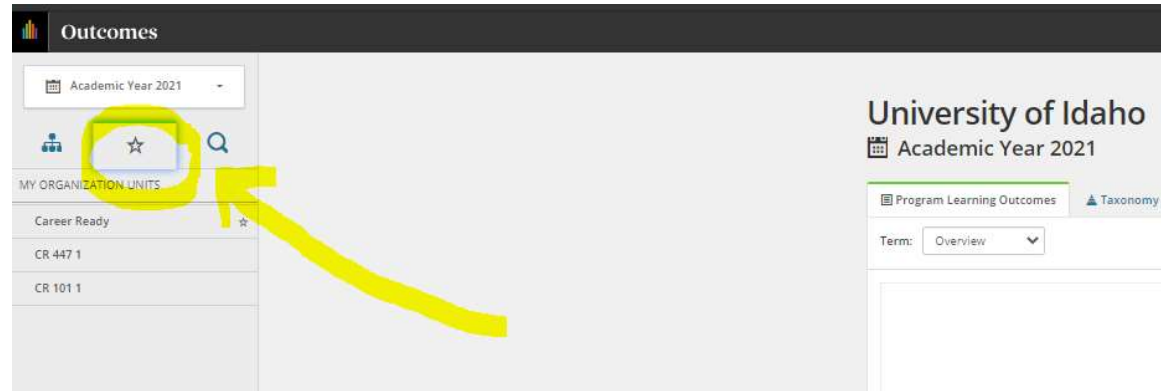 Outcomes
Academic Year 2021
MY ORGANIZATION UNITS
Career Ready
CR 447 1
CR 101 1
University of Idaho
Academic Year 2021
Program Learning Outcomes
Taxonomy
Term: Overview